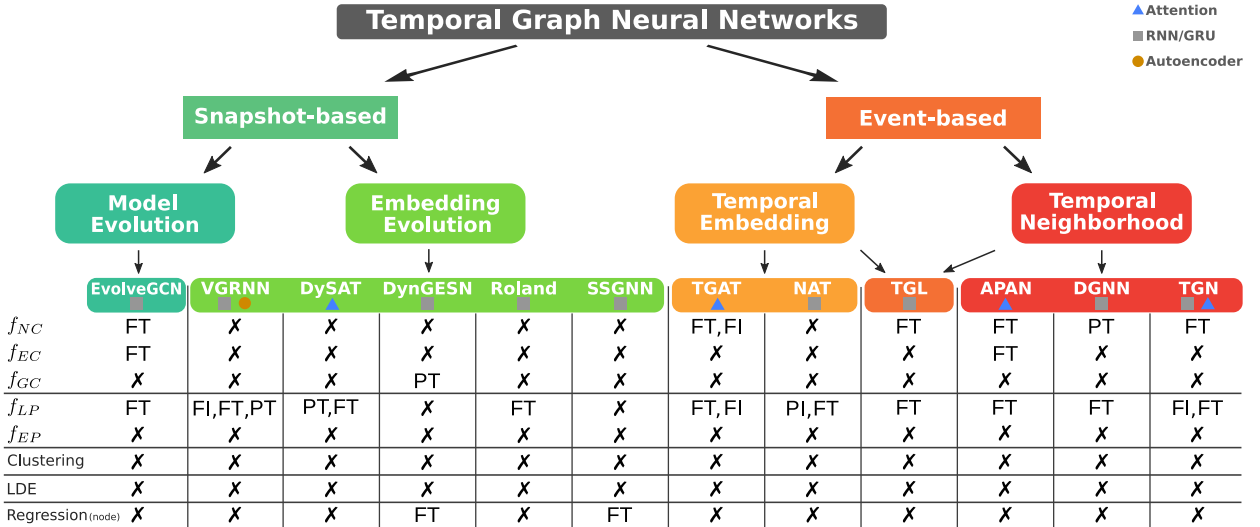 Temporal Graph Neural Networks
Attention
RNN/GRU
Autoencoder
Snapshot-based
Event-based
Model
Evolution
Embedding
Evolution
Temporal
Embedding
Temporal
Neighborhood
EvolveGCN VGRNN DySAT DynGESN Roland SSGNN TGAT NAT TGL APAN DGNN TGN
f_NC FT ✗ ✗ ✗ ✗ ✗ FT,FI ✗ FT FT PT FT
f_EC FT ✗ ✗ ✗ ✗ ✗ ✗ ✗ ✗ FT ✗ ✗
f_GC ✗ ✗ ✗ PT ✗ ✗ ✗ ✗ ✗ ✗ ✗ ✗
f_LP FT FI,FT,PT PT,FT ✗ FT ✗ FT,FI PI,FT FT FT FT FI,FT
f_EP ✗ ✗ ✗ ✗ ✗ ✗ ✗ ✗ ✗ ✗ ✗ ✗
Clustering ✗ ✗ ✗ ✗ ✗ ✗ ✗ ✗ ✗ ✗ ✗ ✗
LDE ✗ ✗ ✗ ✗ ✗ ✗ ✗ ✗ ✗ ✗ ✗ ✗
Regression(node) ✗ ✗ ✗ FT ✗ FT ✗ ✗ ✗ ✗ ✗ ✗